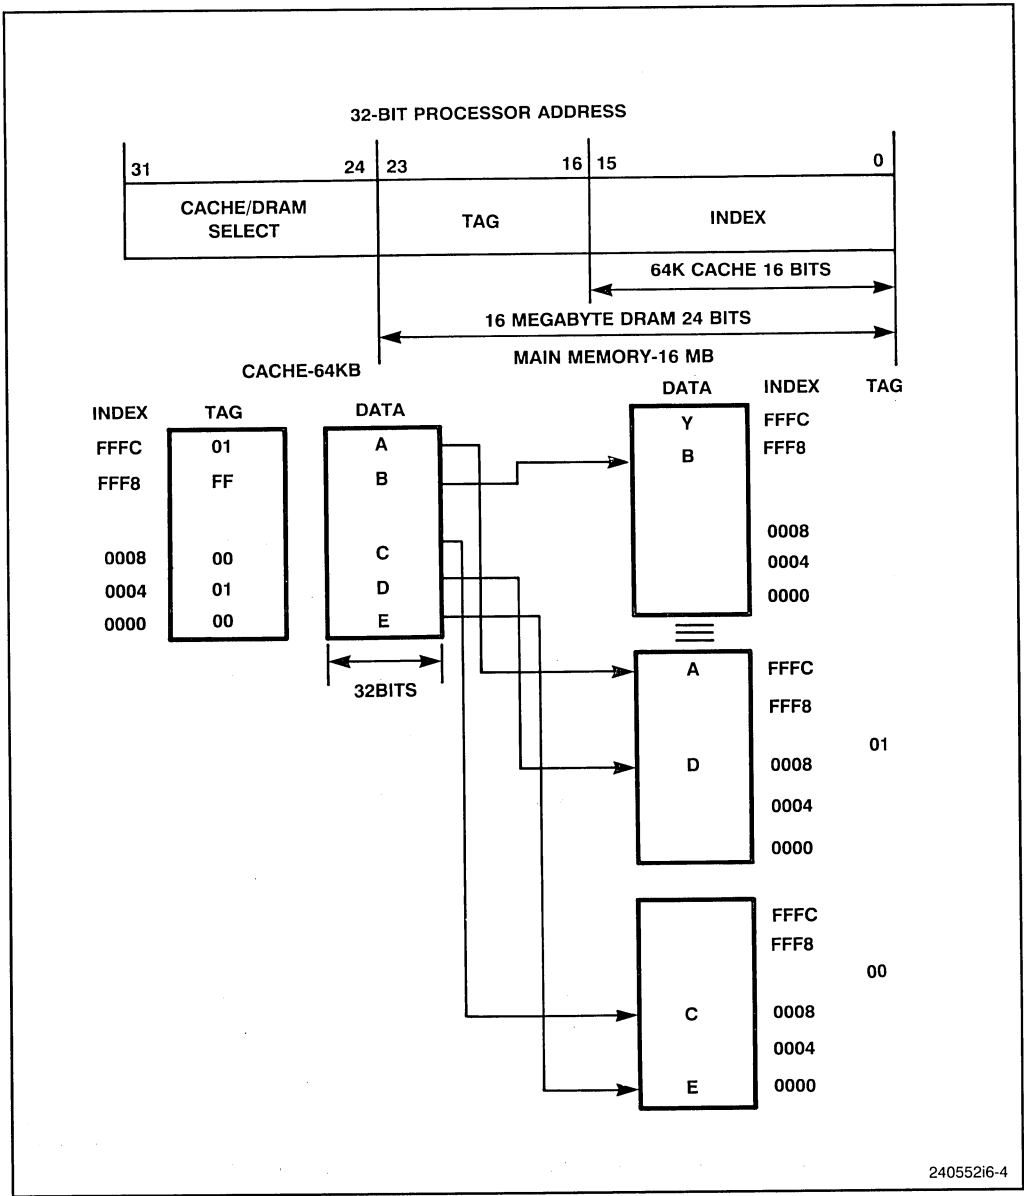 32-BIT PROCESSOR ADDRESS
31 24 23 16 15 0
CACHE/DRAM
SELECT
TAG
INDEX
64K CACHE 16 BITS
16 MEGABYTE DRAM 24 BITS
MAIN MEMORY-16 MB
CACHE-64KB
DATA INDEX TAG
INDEX TAG DATA
Y FFFC
B FFF8
0008
0004
0000
FFFC 01 A
FFF8 FF B
0008 00 C
0004 01 D
0000 00 E
32BITS
A FFFC
FFF8
01
D 0008
0004
0000
FFFC
FFF8
00
C 0008
0004
E 0000
240552i6-4